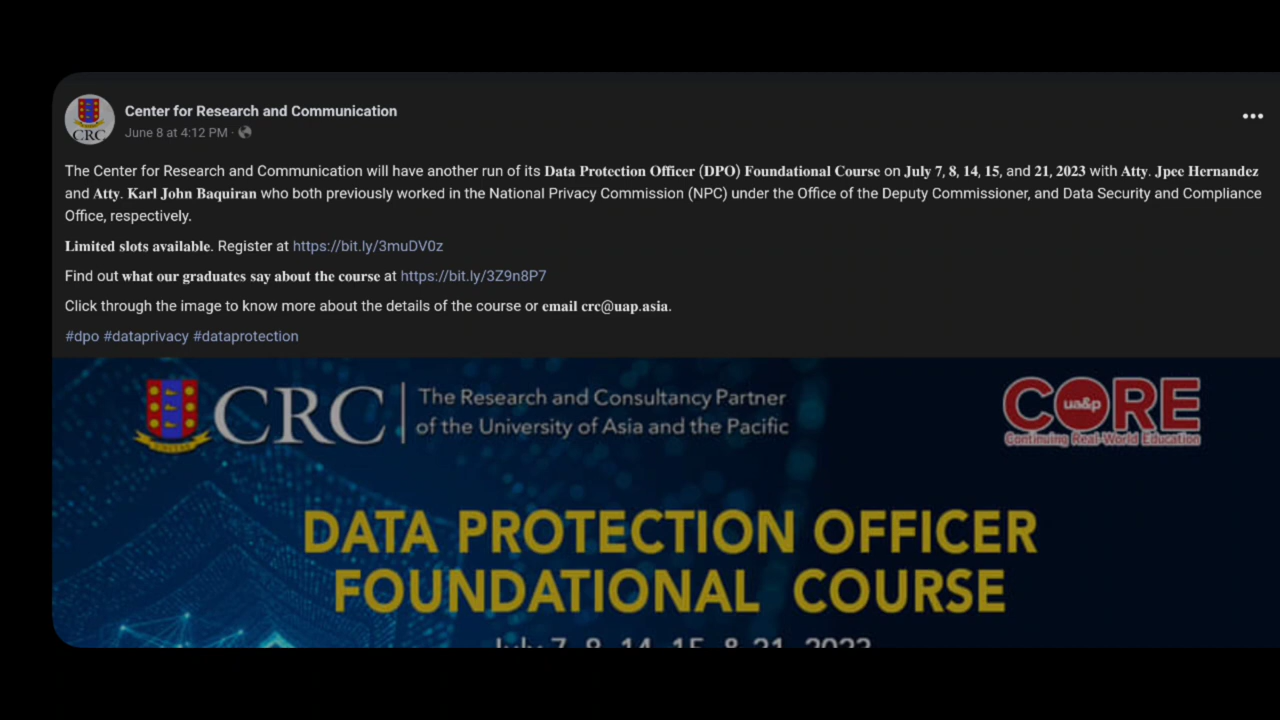 Center for Research and Communication
June 8 at 4:12 PM ·
CRC
The Center for Research and Communication will have another run of its Data Protection Officer (DPO) Foundational Course on July 7, 8, 14, 15, and 21, 2023 with Atty. Jpee Hernandez
and Atty. Karl John Baquiran who both previously worked in the National Privacy Commission (NPC) under the Office of the Deputy Commissioner, and Data Security and Compliance
Office, respectively.
Limited slots available. Register at https://bit.ly/3muDV0z
Find out what our graduates say about the course at https://bit.ly/3Z9n8P7
Click through the image to know more about the details of the course or email crc@uap.asia.
#dpo #dataprivacy #dataprotection
CRC
The Research and Consultancy Partner
of the University of Asia and the Pacific
CORE
ua&p
Continuing Real-World Education
DATA PROTECTION OFFICER
FOUNDATIONAL COURSE
July 7, 8, 14, 15, & 21, 2023